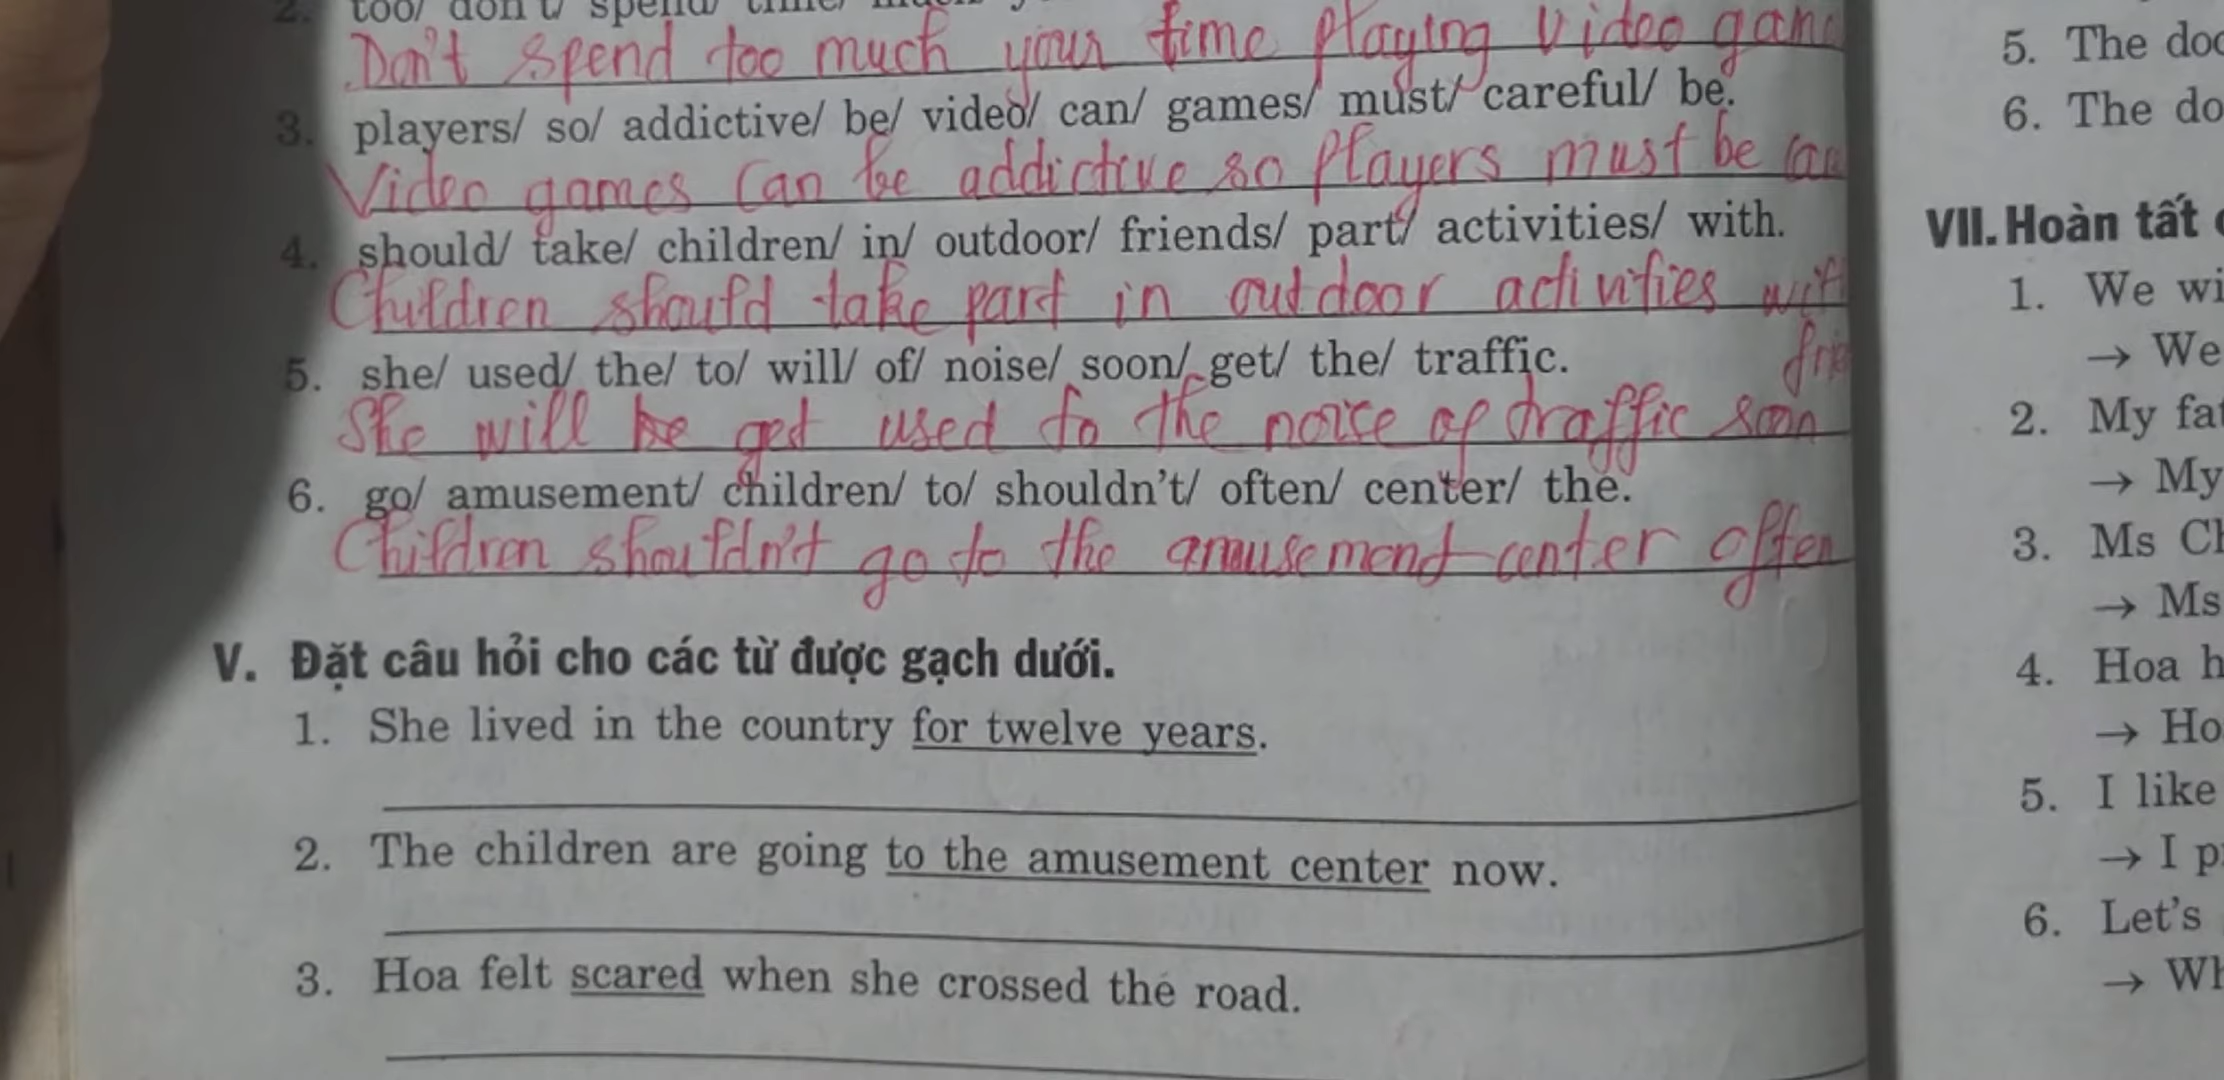 2. too/ don't/ spend/ time/
Don't spend too much your time playing video
3. players/ so/ addictive/ be/ video/ can/ games/ must/ careful/ be.
Video games can be addictive so players must be
4. should/ take/ children/ in/ outdoor/ friends/ part/ activities/ with.
Children should take part in outdoor activities
5. she/ used/ the/ to/ will/ of/ noise/ soon/ get/ the/ traffic.
She will be get used to the noise of traffic soon
6. go/ amusement/ children/ to/ shouldn't/ often/ center/ the.
Children shouldn't go to the amusement center often
V. Đặt câu hỏi cho các từ được gạch dưới.
1. She lived in the country for twelve years.
2. The children are going to the amusement center now.
3. Hoa felt scared when she crossed the road.
5. The
6. The
VII. Hoàn tất
1. We
→ We
2. My
→ My
3. Ms
→ Ms
4. Hoa
→
5. I like
→ I
6. Let's
→